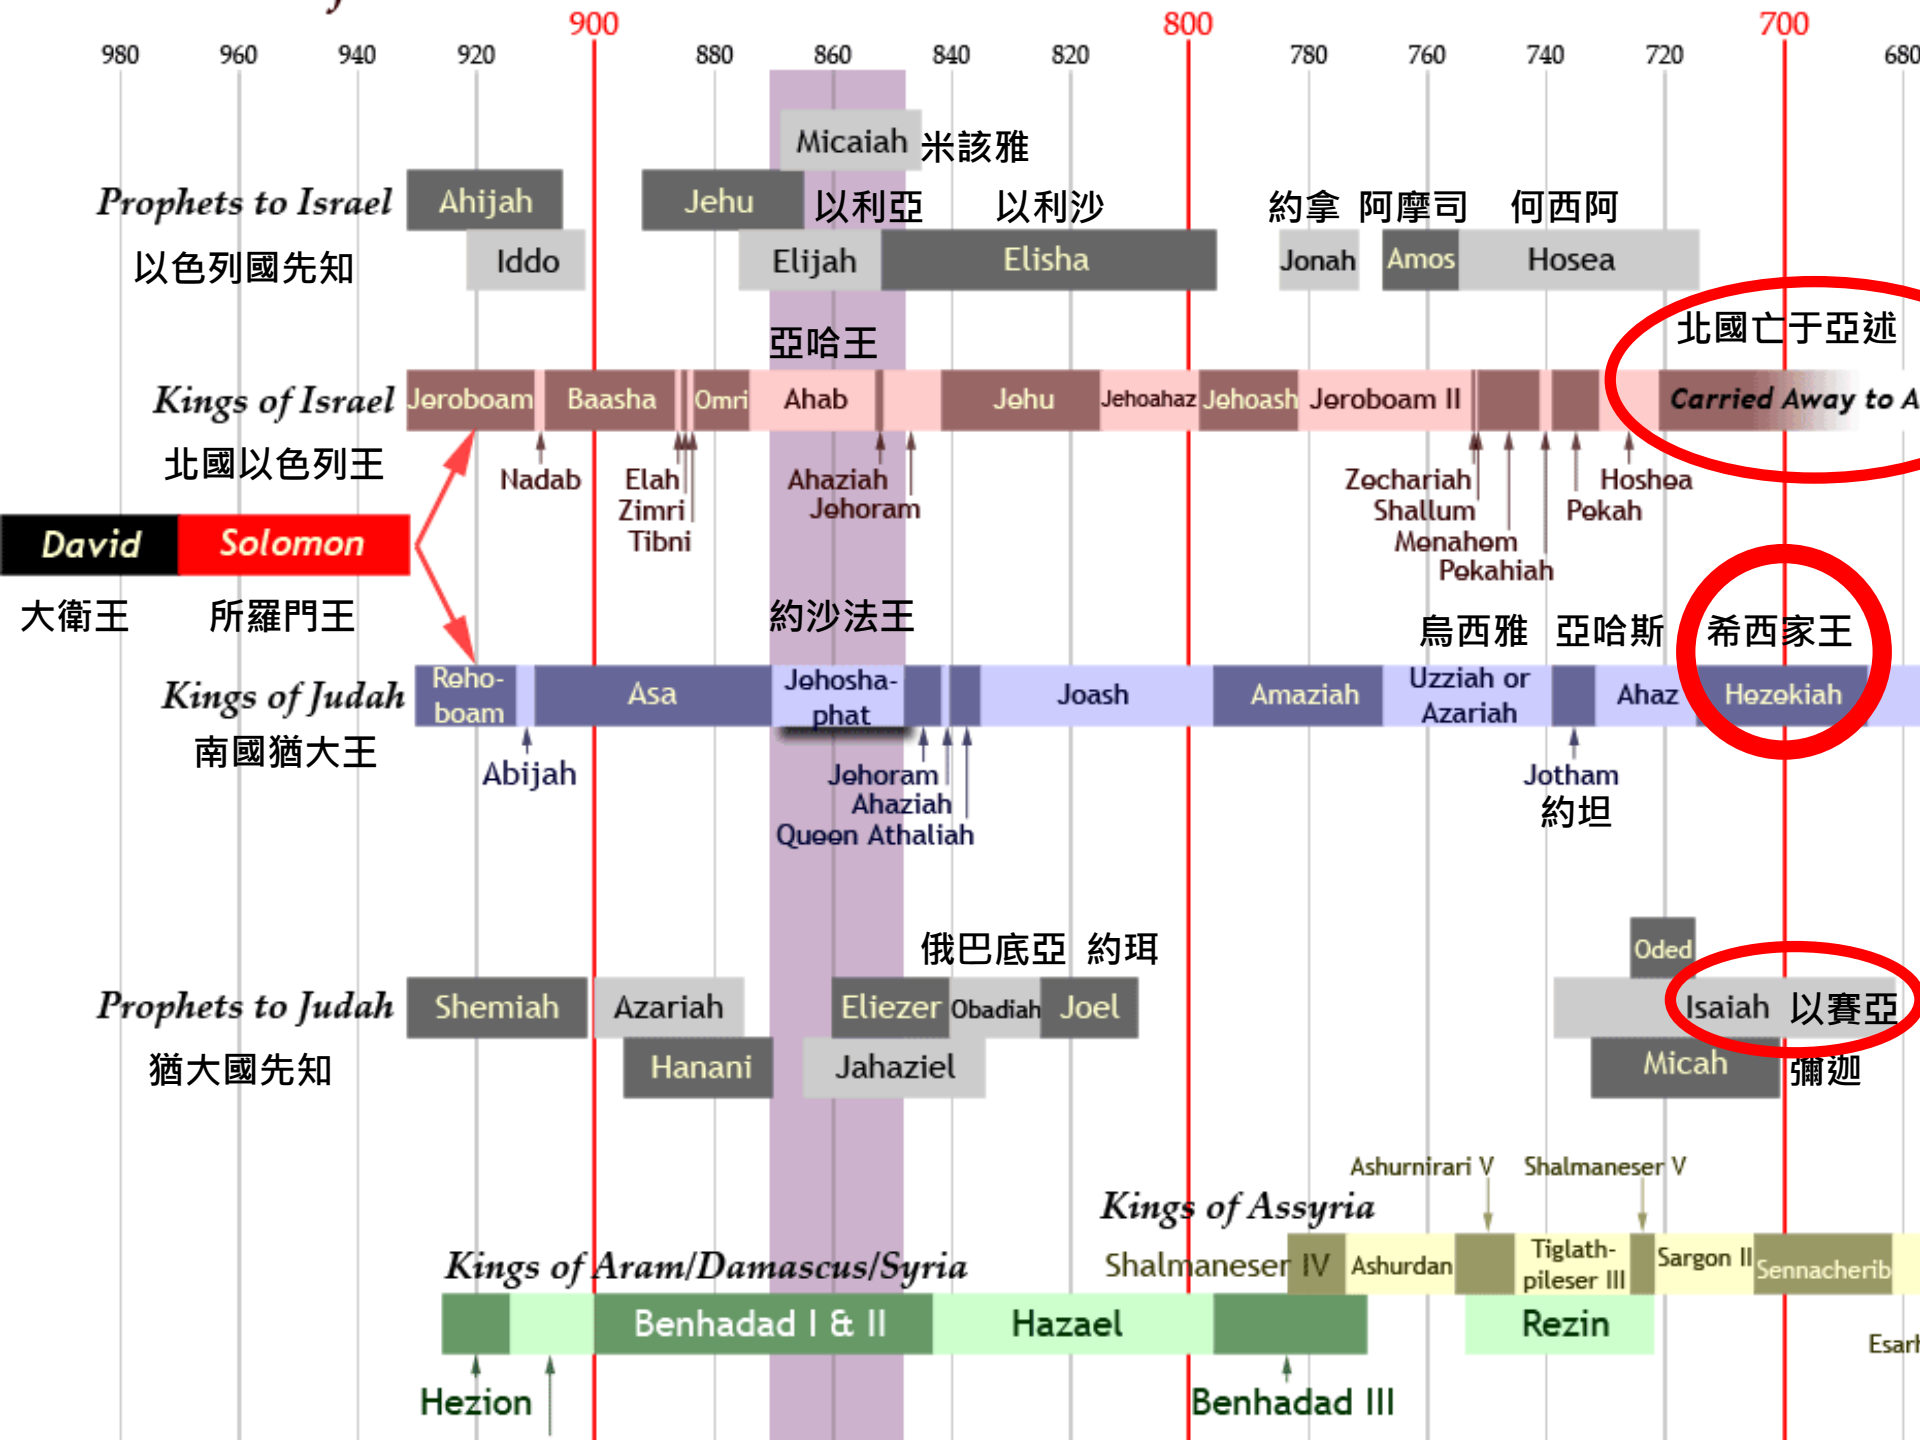 900 800 700
980 960 940 920 880 860 840 820 780 760 740 720 680
Micaiah 米該雅
Prophets to Israel Ahijah Jehu 以利亞 以利沙 約拿 阿摩司 何西阿
以色列國先知 Iddo Elijah Elisha Jonah Amos Hosea
北國亡于亞述
亞哈王
Kings of Israel Jeroboam Baasha Omri Ahab Jehu Jehoahaz Jehoash Jeroboam II Carried Away to A
北國以色列王
Nadab Elah Ahaziah Zechariah Hoshea
Zimri Jehoram Shallum Pekah
Tibni Menahem
Pekahiah
David Solomon
大衛王 所羅門王 約沙法王 烏西雅 亞哈斯 希西家王
Kings of Judah Reho-
boam Asa Jehosha-
phat Joash Amaziah Uzziah or
Azariah Ahaz Hezekiah
南國猶大王
Abijah Jehoram Jotham
Ahaziah 約坦
Queen Athaliah
俄巴底亞 約珥 Oded
Prophets to Judah Shemiah Azariah Eliezer Obadiah Joel Isaiah 以賽亞
猶大國先知 Hanani Jahaziel Micah 彌迦
Ashurnirari V Shalmaneser V
Kings of Assyria
Shalmaneser IV Ashurdan Tiglath-
pileser III Sargon II Sennacherib
Kings of Aram/Damascus/Syria
Benhadad I & II Hazael Rezin
Esarh
Hezion Benhadad III